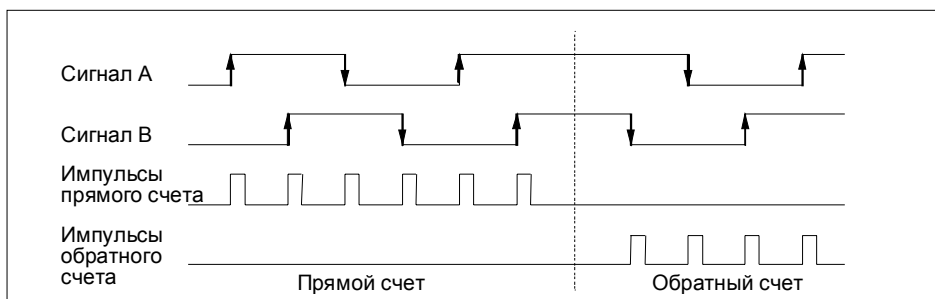 Сигнал A
Сигнал B
Импульсы
прямого счета
Импульсы
обратного
счета
Прямой счет
Обратный счет